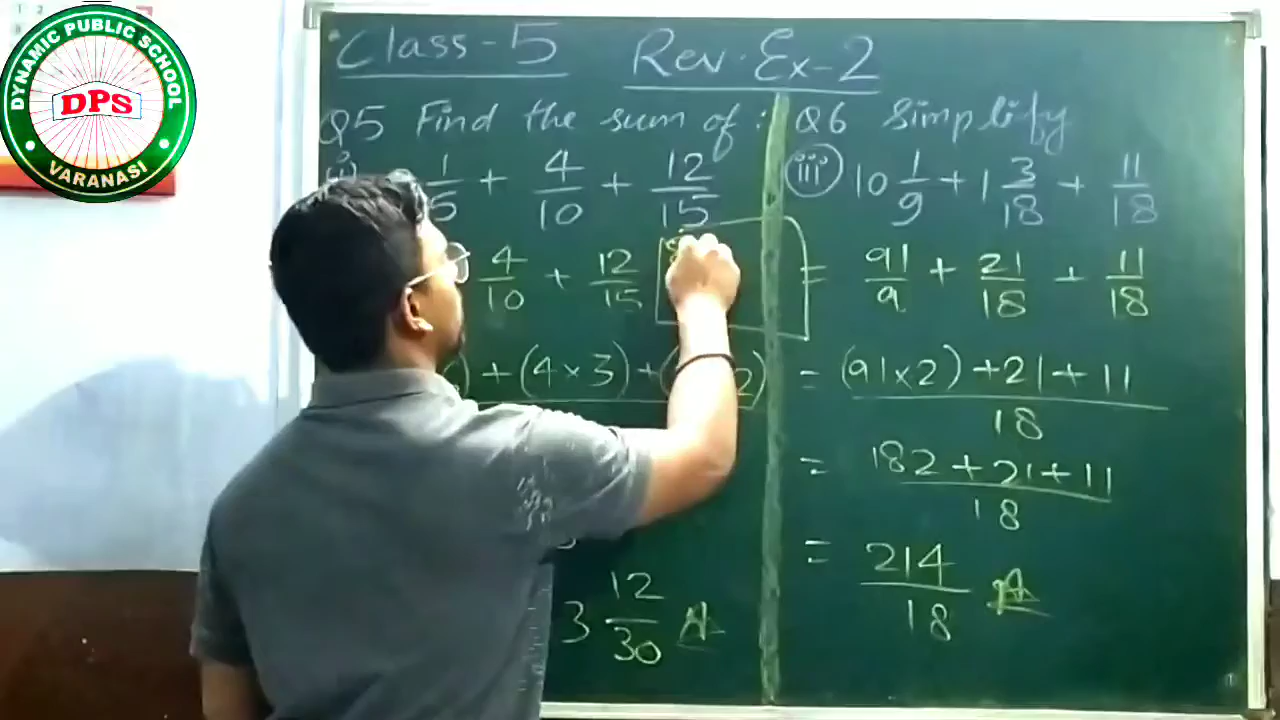 DYNAMIC PUBLIC SCHOOL
DPS
VARANASI
Class-5 Rev. Ex-2
Q5 Find the sum of:
1/5 + 4/10 + 12/15
4/10 + 12/15
+ (4×3) +
3 12/30
Q6 Simplify
iii) 10 1/9 + 1 3/18 + 11/18
= 91/9 + 21/18 + 11/18
= (91×2) + 21 + 11 / 18
= 182 + 21 + 11 / 18
= 214/18